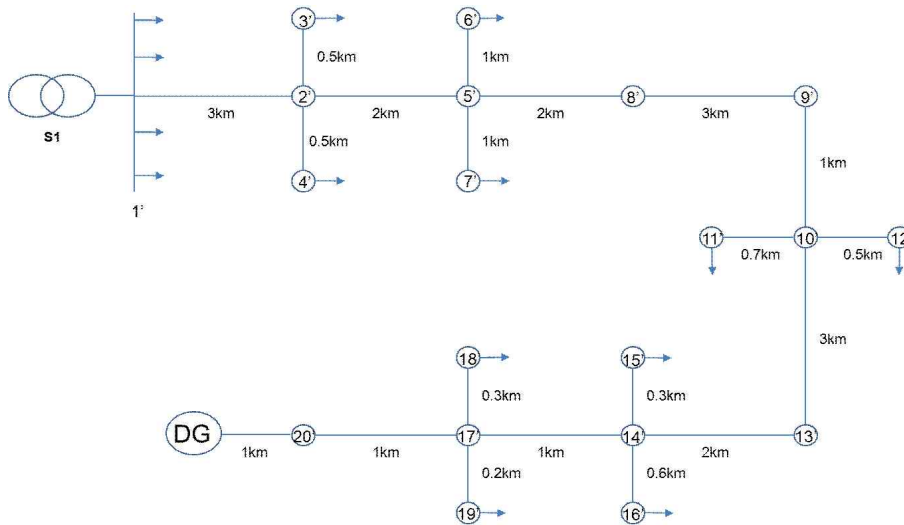 3' 6'
0.5km 1km
2' 5' 8' 9'
3km 2km 2km 3km
S1
0.5km 1km
4' 7'
1km
1'
11' 10' 12
0.7km 0.5km
3km
18 15'
0.3km 0.3km
DG 20' 17' 14' 13'
1km 1km 1km 2km
0.2km 0.6km
19' 16'